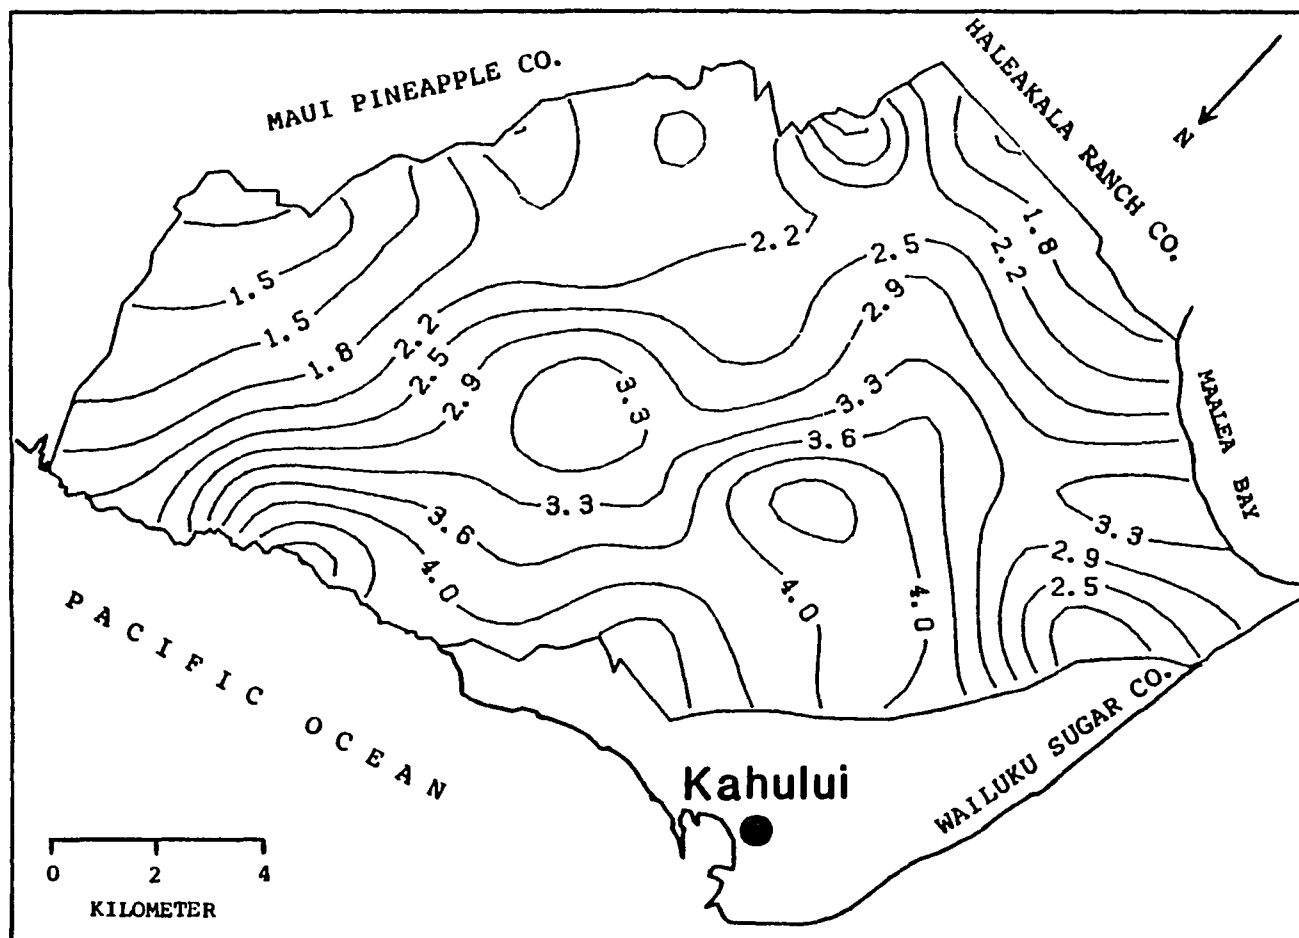 MAUI PINEAPPLE CO.
HALEAKALA RANCH CO.
N
2.2
2.5
1.8
2.2
1.5
2.9
1.5
2.2
1.8
2.5
2.9
3.3
3.3
MAALEA BAY
3.6
3.3
3.6
3.3
2.9
4.0
4.0
4.0
2.5
PACIFIC OCEAN
WAILUKU SUGAR CO.
Kahului
0 2 4
KILOMETER